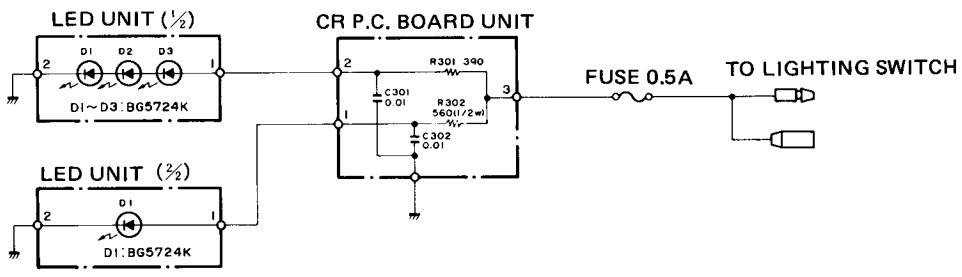 LED UNIT (1/2)
2 D1 D2 D3 1
D1~D3:BG5724K
CR P.C. BOARD UNIT
2 R301 390
C301
0.01
R302
560(1/2W)
3
1
C302
0.01
FUSE 0.5A
TO LIGHTING SWITCH
LED UNIT (2/2)
2 D1 1
D1:BG5724K